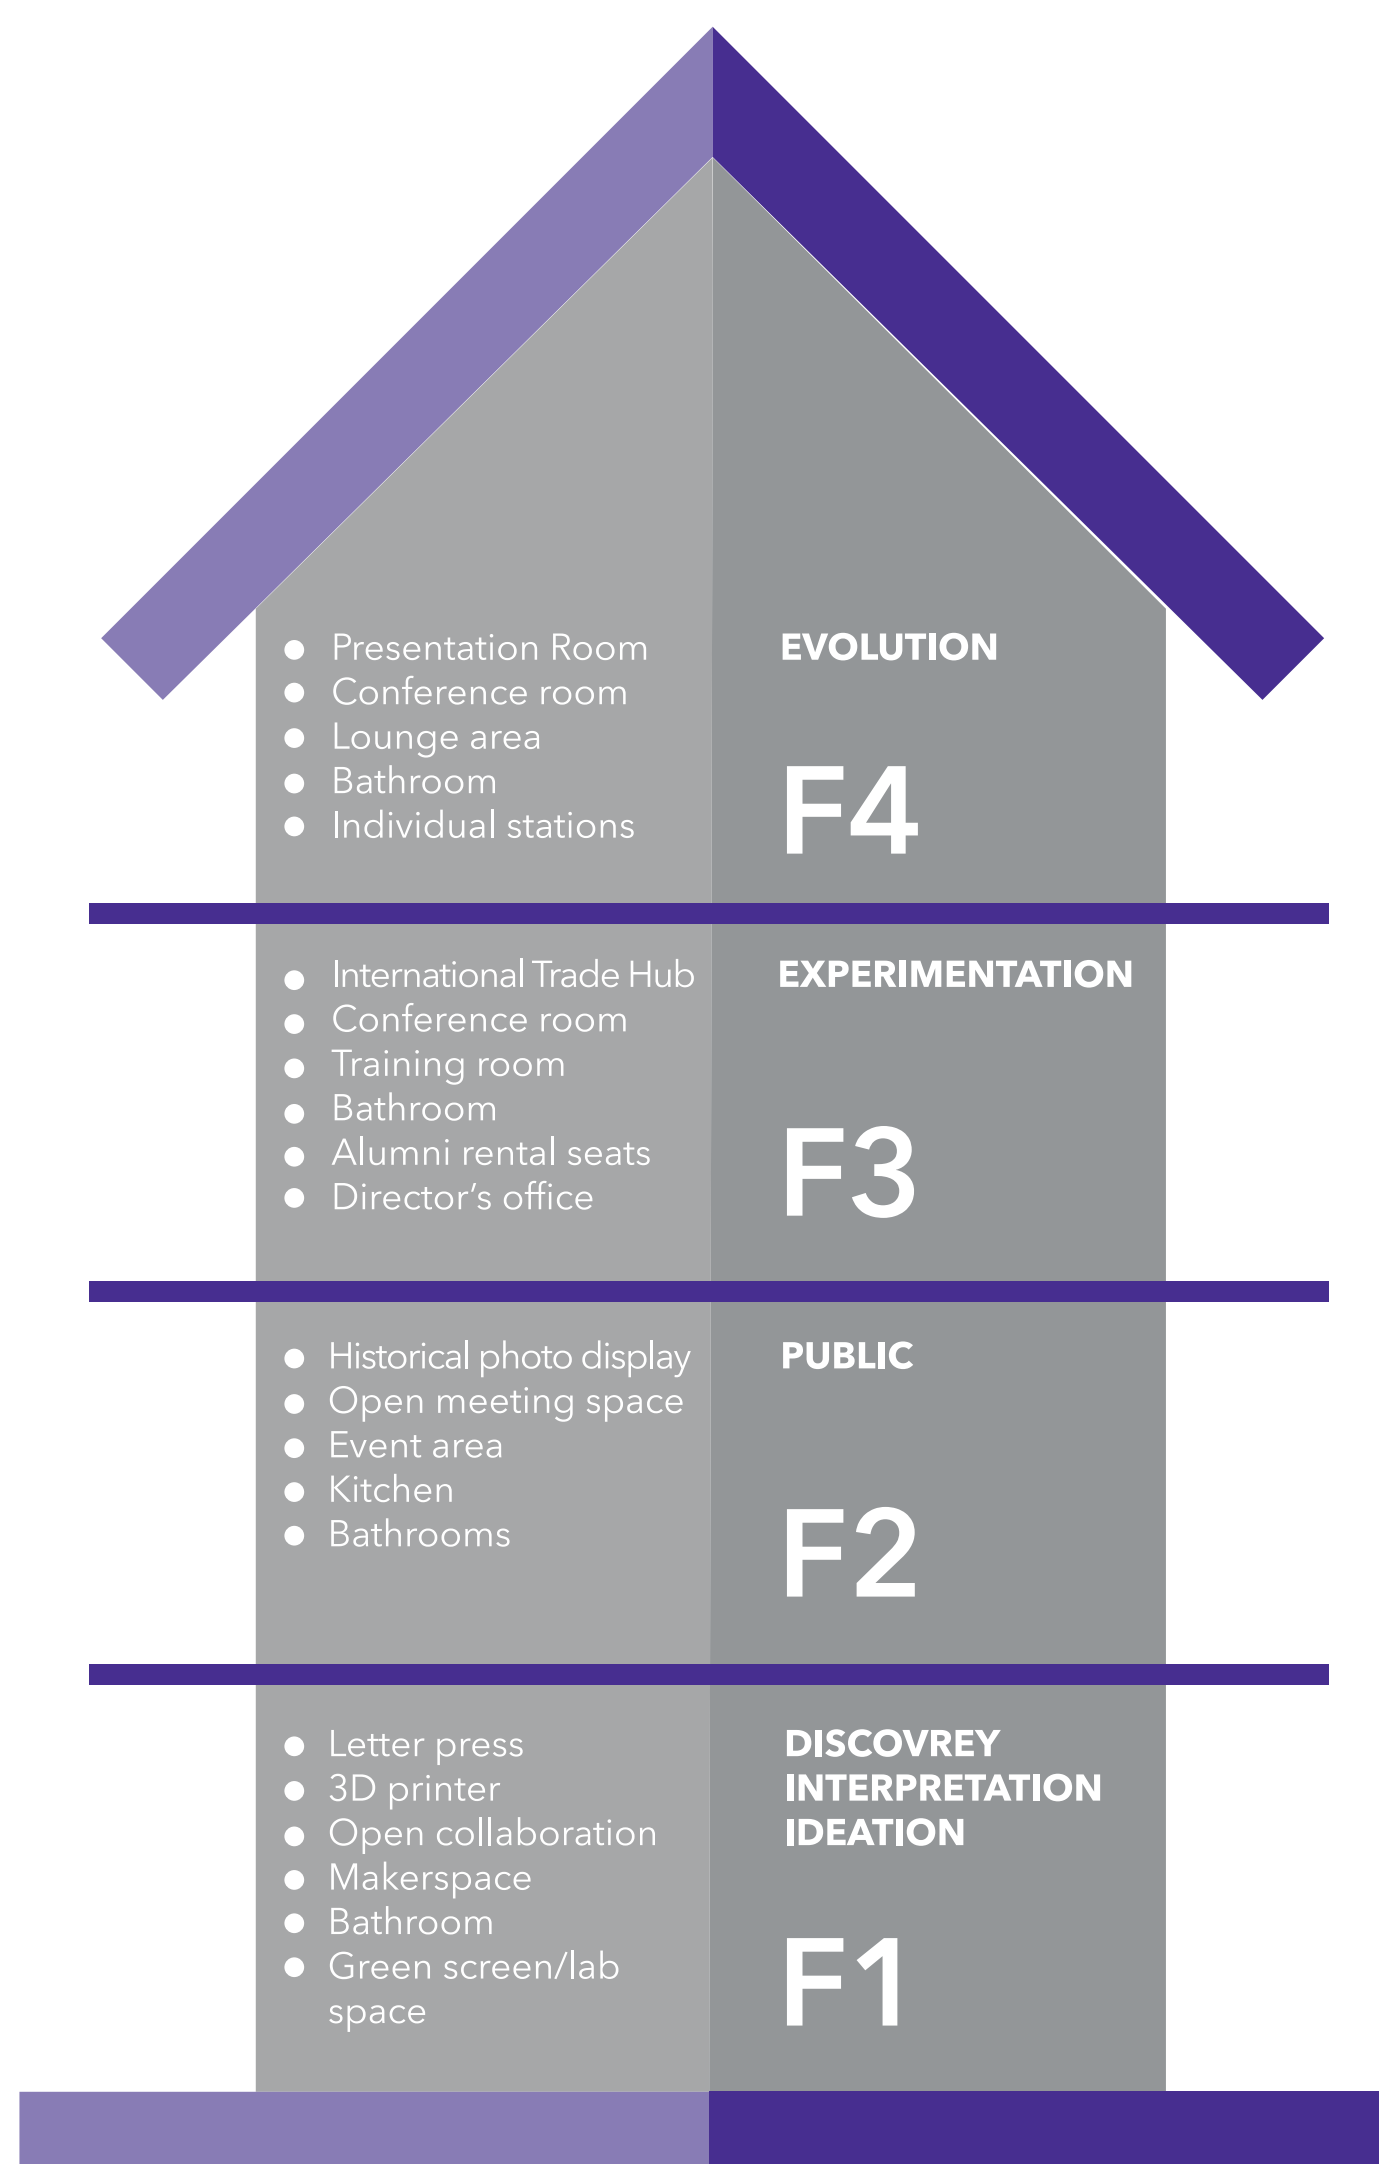 ● Presentation Room
● Conference room
● Lounge area
● Bathroom
● Individual stations
EVOLUTION
F4
● International Trade Hub
● Conference room
● Training room
● Bathroom
● Alumni rental seats
● Director’s office
EXPERIMENTATION
F3
● Historical photo display
● Open meeting space
● Event area
● Kitchen
● Bathrooms
PUBLIC
F2
● Letter press
● 3D printer
● Open collaboration
● Makerspace
● Bathroom
● Green screen/lab
space
DISCOVREY
INTERPRETATION
IDEATION
F1